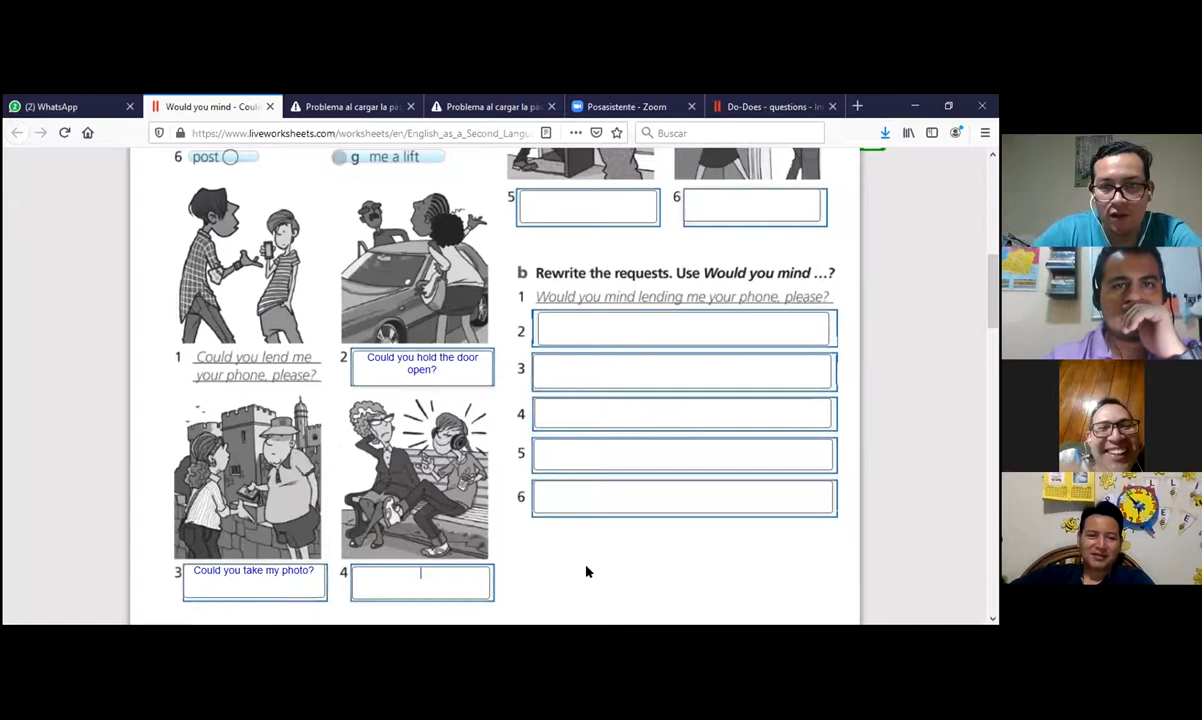 (2) WhatsApp
Would you mind - Coul
Problema al cargar la pá
Problema al cargar la pág
Posasistente - Zoom
Do-Does - questions - In
https://www.liveworksheets.com/worksheets/en/English_as_a_Second_Langu
Buscar
6 post
g me a lift
5
6
b Rewrite the requests. Use Would you mind ...?
1 Would you mind lending me your phone, please?
2
3
4
5
6
1 Could you lend me
your phone, please?
2 Could you hold the door
open?
3 Could you take my photo?
4